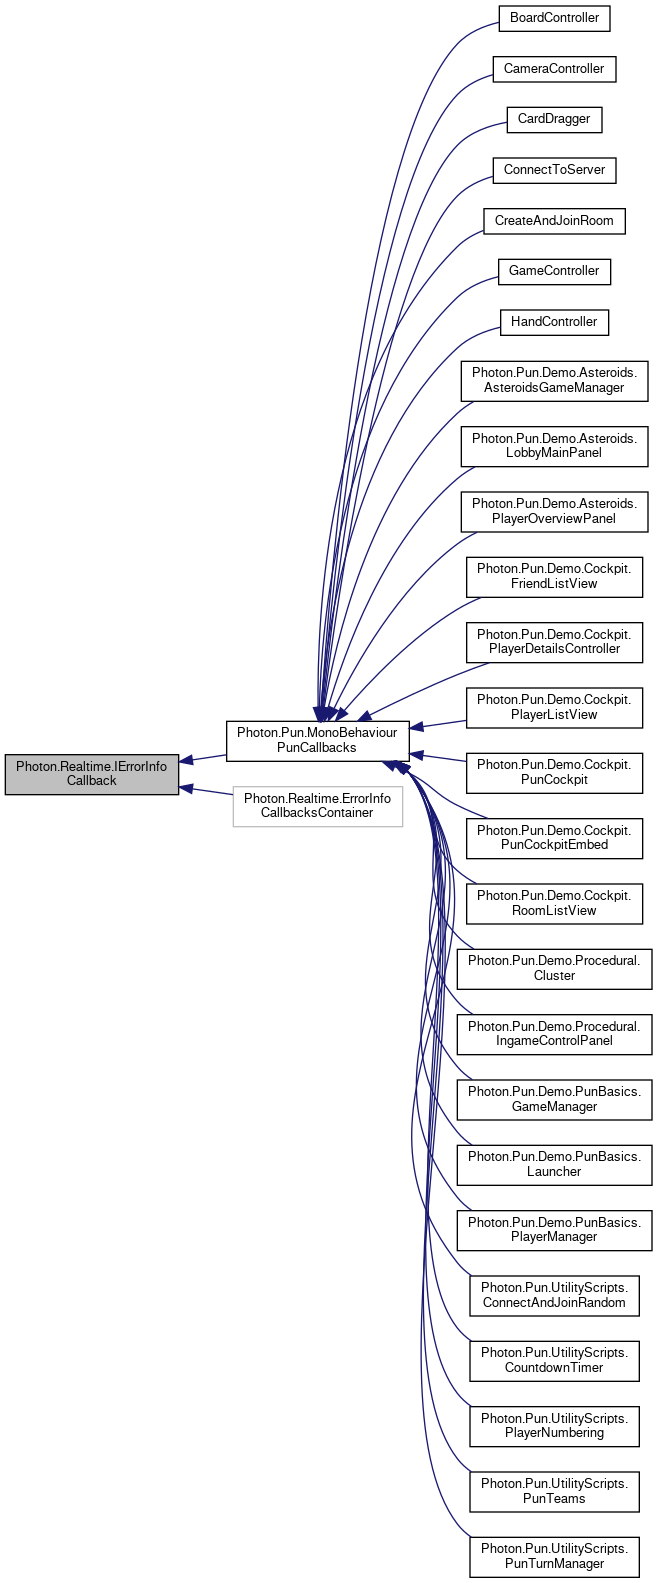 BoardController
CameraController
CardDragger
ConnectToServer
CreateAndJoinRoom
GameController
HandController
Photon.Pun.Demo.Asteroids.
AsteroidsGameManager
Photon.Pun.Demo.Asteroids.
LobbyMainPanel
Photon.Pun.Demo.Asteroids.
PlayerOverviewPanel
Photon.Pun.Demo.Cockpit.
FriendListView
Photon.Pun.Demo.Cockpit.
PlayerDetailsController
Photon.Pun.Demo.Cockpit.
PlayerListView
Photon.Pun.MonoBehaviour
PunCallbacks
Photon.Realtime.IErrorInfo
Callback
Photon.Realtime.ErrorInfo
CallbacksContainer
Photon.Pun.Demo.Cockpit.
PunCockpit
Photon.Pun.Demo.Cockpit.
PunCockpitEmbed
Photon.Pun.Demo.Cockpit.
RoomListView
Photon.Pun.Demo.Procedural.
Cluster
Photon.Pun.Demo.Procedural.
IngameControlPanel
Photon.Pun.Demo.PunBasics.
GameManager
Photon.Pun.Demo.PunBasics.
Launcher
Photon.Pun.Demo.PunBasics.
PlayerManager
Photon.Pun.UtilityScripts.
ConnectAndJoinRandom
Photon.Pun.UtilityScripts.
CountdownTimer
Photon.Pun.UtilityScripts.
PlayerNumbering
Photon.Pun.UtilityScripts.
PunTeams
Photon.Pun.UtilityScripts.
PunTurnManager